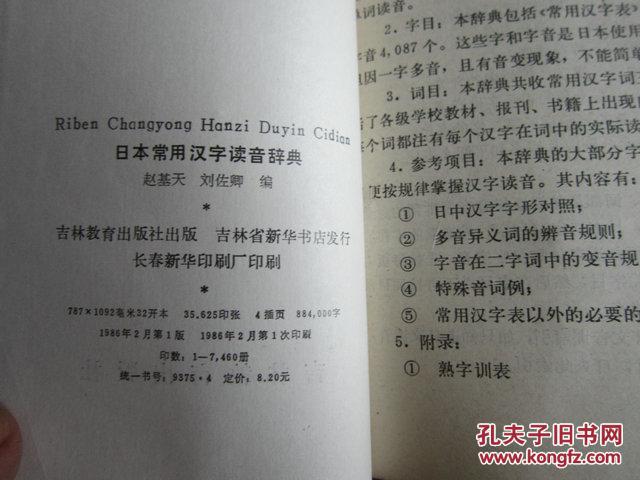 Riben Changyong Hanzi Duyin Cidian
日本常用汉字读音辞典
赵基天 刘佐卿 编
*
吉林教育出版社出版 吉林省新华书店发行
长春新华印刷厂印刷
*
787×1092毫米32开本 35.625印张 4插页 884,000字
1986年2月第1版 1986年2月第1次印刷
印数：1—7,460册
统一书号：9375·4 定价：8.20元
词读音。
2．字目：本辞典包括《常用汉字表》
字音4,087个。这些字和字音是日本使用
因一字多音，且有音变现象，不能简单
3．词目：本辞典共收常用汉字词
了各级学校教材、报刊、书籍上出现
个词都注有每个汉字在词中的实际读
4．参考项目：本辞典的大部分字
便按规律掌握汉字读音。其内容有：
① 日中汉字字形对照；
② 多音异义词的辨音规则；
③ 字音在二字词中的变音规
④ 特殊音词例；
⑤ 常用汉字表以外的必要的
5．附录：
① 熟字训表
孔夫子旧书网
www.kongfz.com